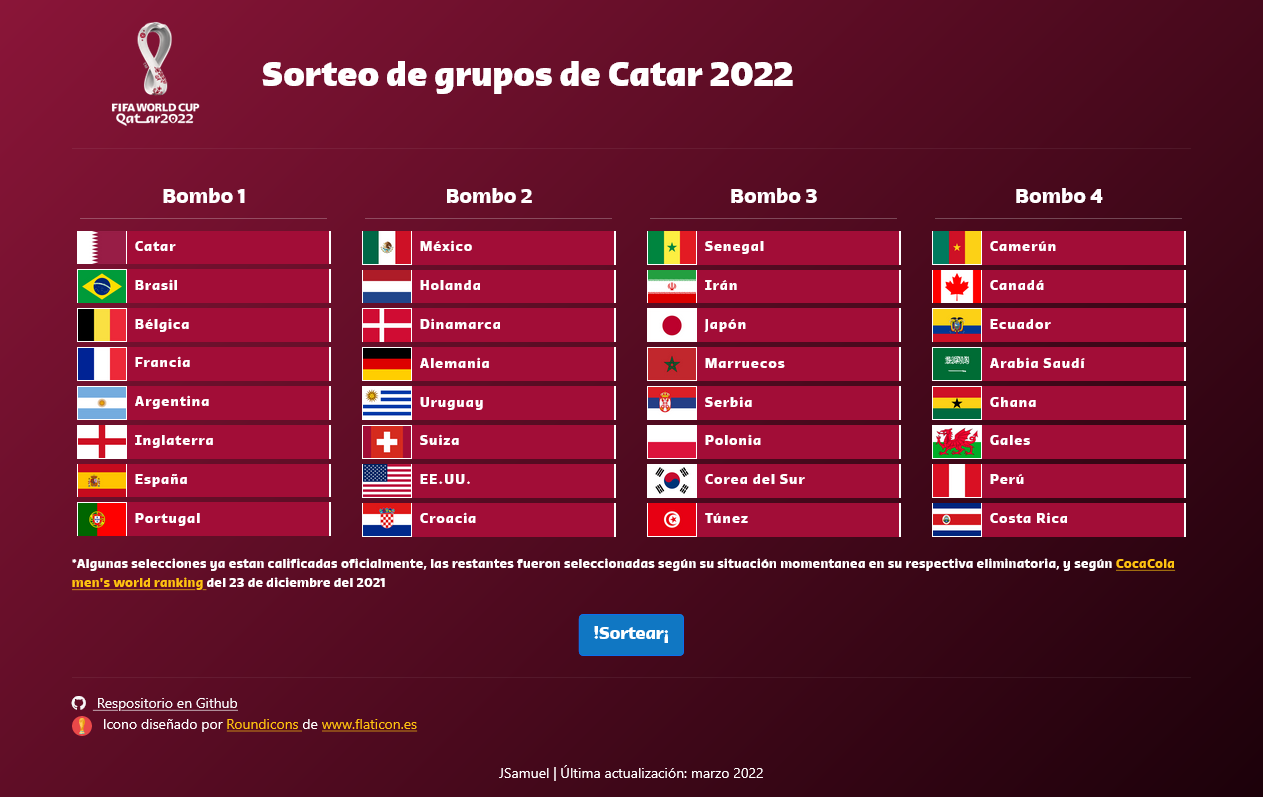 FIFA WORLD CUP
Qat_ar2022
Sorteo de grupos de Catar 2022
Bombo 1
Catar
Brasil
Bélgica
Francia
Argentina
Inglaterra
España
Portugal
Bombo 2
México
Holanda
Dinamarca
Alemania
Uruguay
Suiza
EE.UU.
Croacia
Bombo 3
Senegal
Irán
Japón
Marruecos
Serbia
Polonia
Corea del Sur
Túnez
Bombo 4
Camerún
Canadá
Ecuador
Arabia Saudí
Ghana
Gales
Perú
Costa Rica
*Algunas selecciones ya estan calificadas oficialmente, las restantes fueron seleccionadas según su situación momentanea en su respectiva eliminatoria, y según CocaCola
men's world ranking del 23 de diciembre del 2021
!Sortear¡
Respositorio en Github
Icono diseñado por Roundicons de www.flaticon.es
JSamuel | Última actualización: marzo 2022